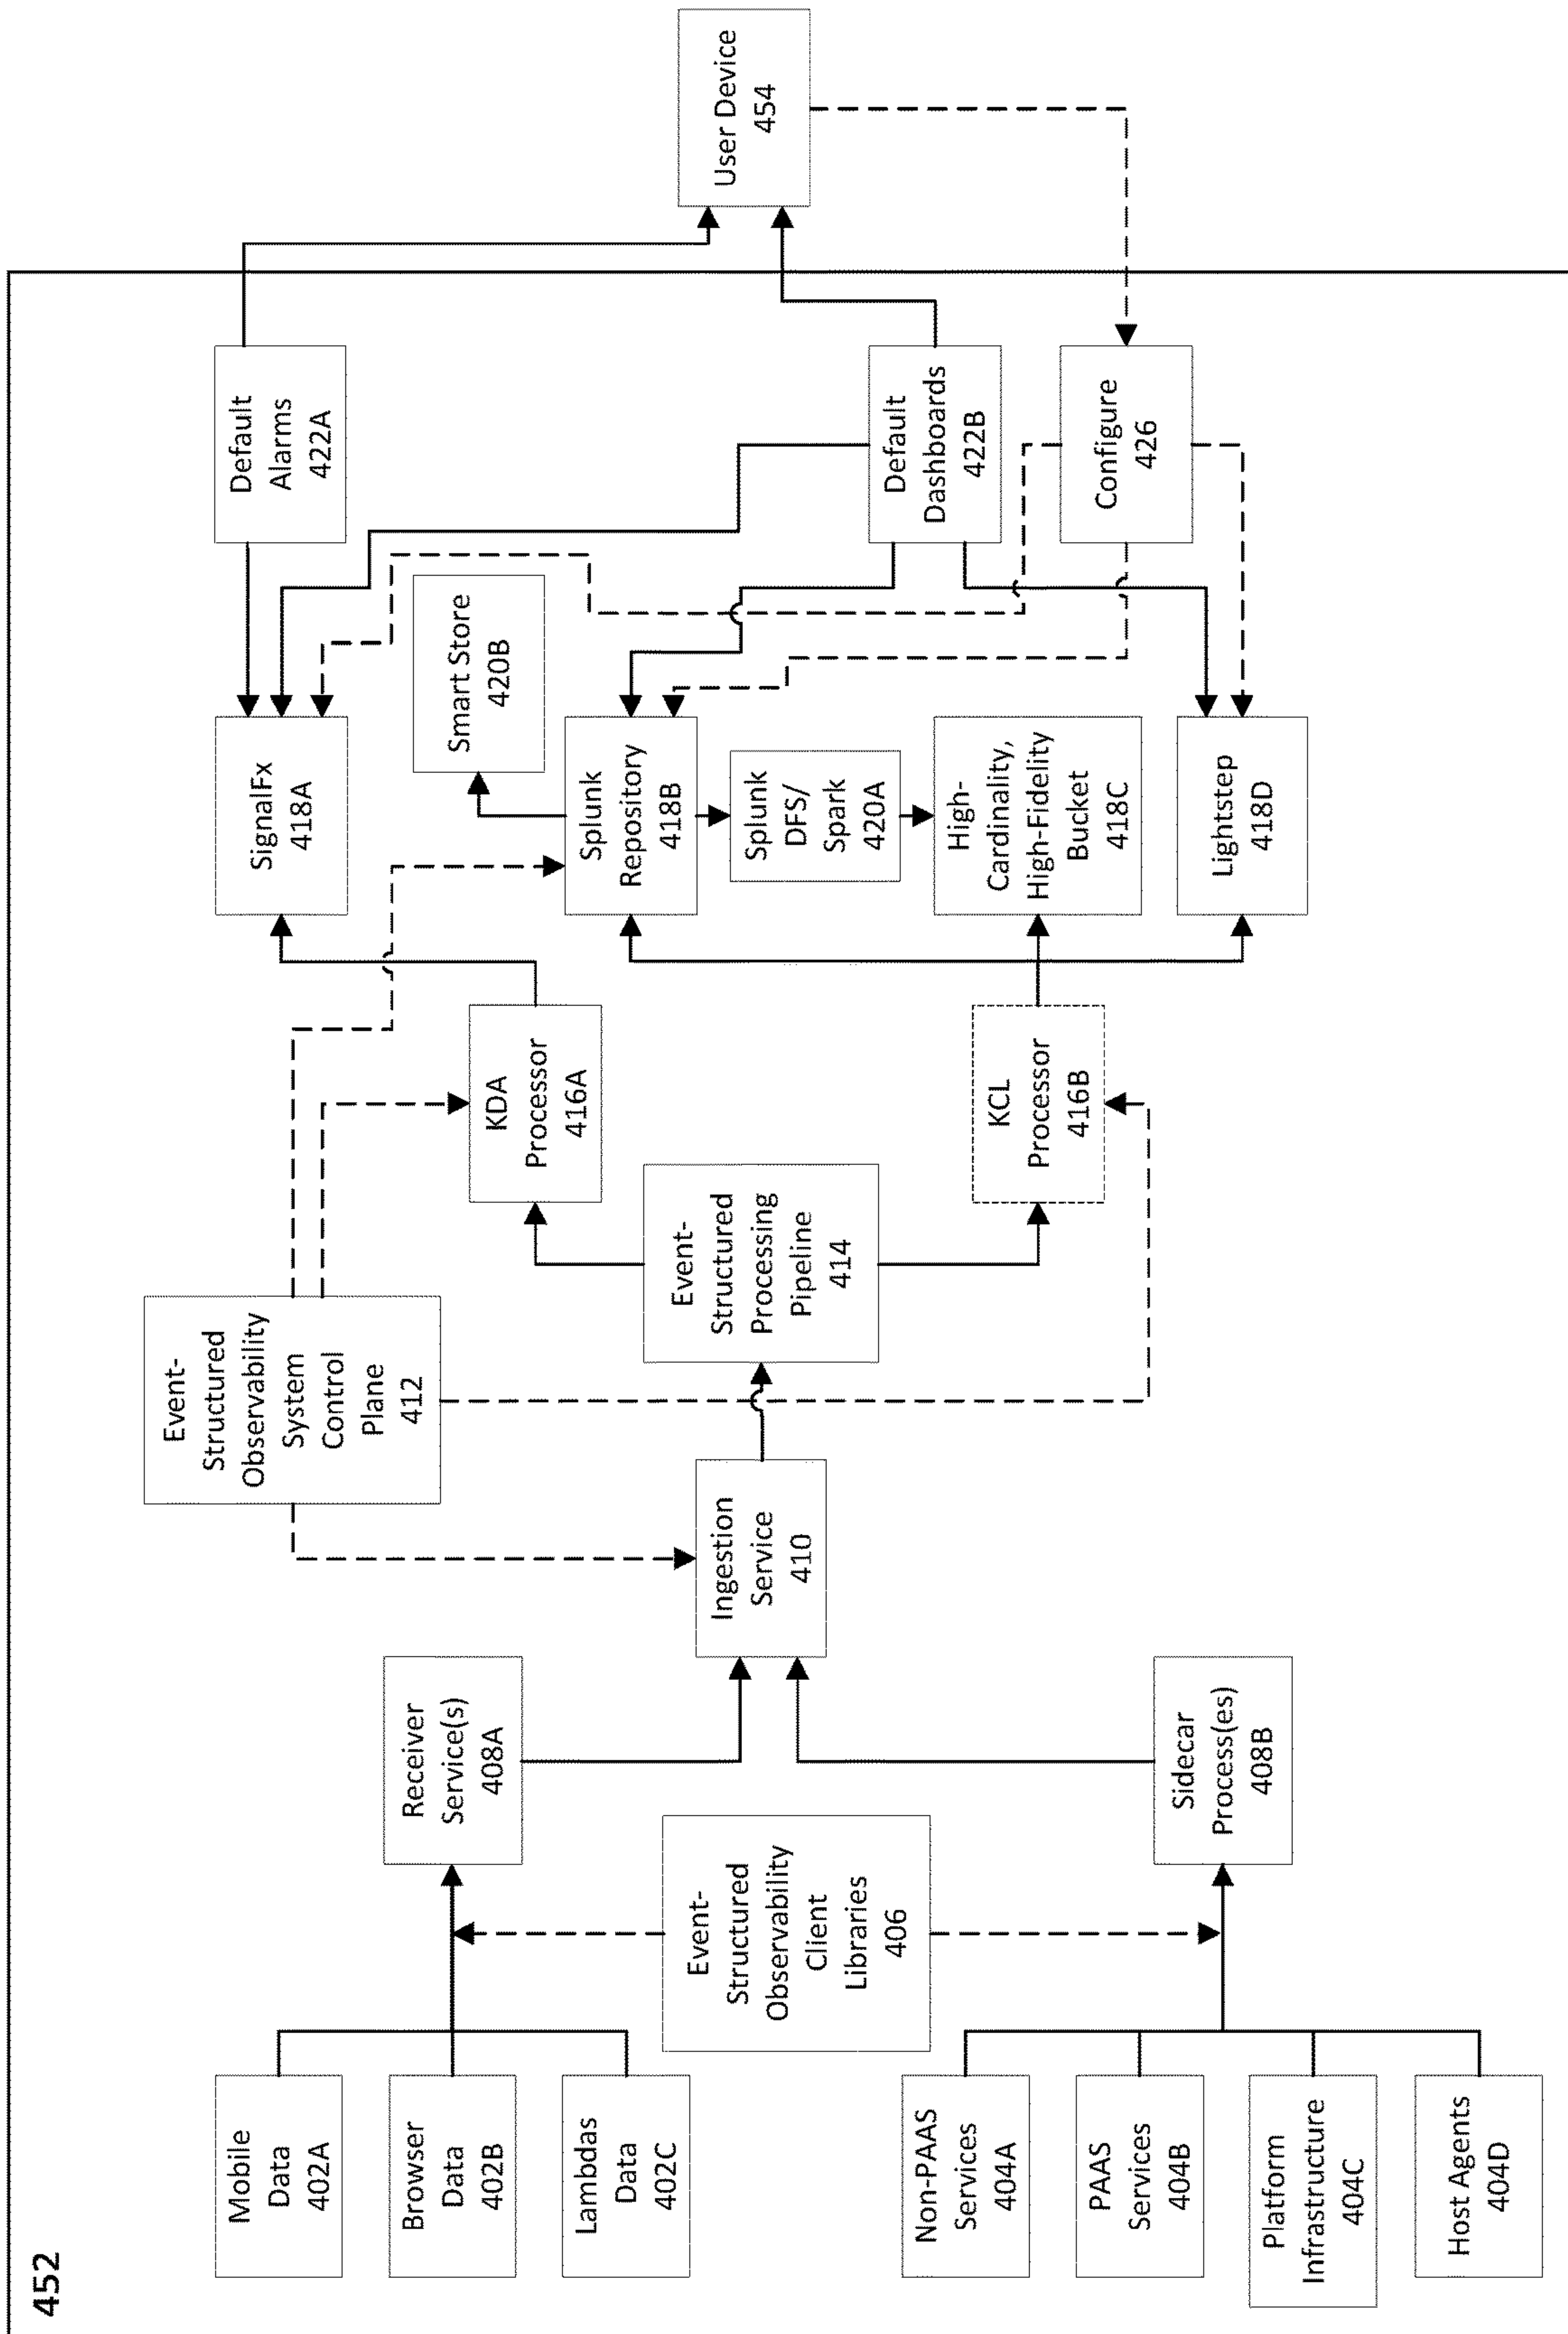 452
Mobile
Data
402A
Browser
Data
402B
Lambdas
Data
402C
Non-PAAS
Services
404A
PAAS
Services
404B
Platform
Infrastructure
404C
Host Agents
404D
Event-
Structured
Observability
Client
Libraries
406
Receiver
Service(s)
408A
Sidecar
Process(es)
408B
Ingestion
Service
410
Event-
Structured
Observability
System
Control
Plane
412
Event-
Structured
Processing
Pipeline
414
KDA
Processor
416A
KCL
Processor
416B
SignalFx
418A
Splunk
Repository
418B
Splunk
DFS/
Spark
420A
High-
Cardinality,
High-Fidelity
Bucket
418C
Lightstep
418D
Smart Store
420B
Default
Alarms
422A
Default
Dashboards
422B
Configure
426
User Device
454